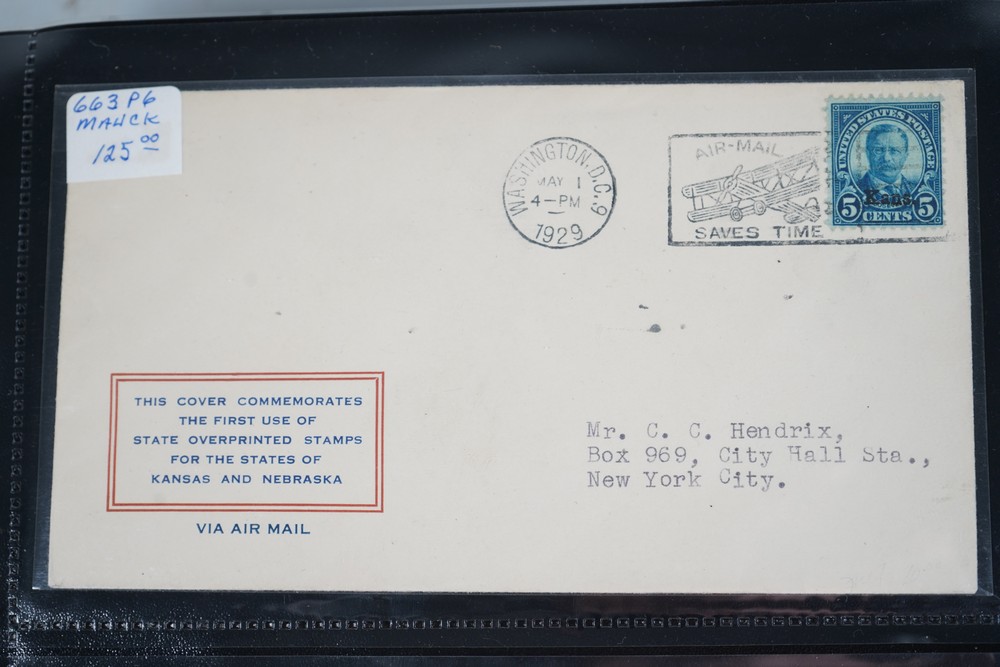 663 P6
MAUCK
125 00
WASHINGTON, D.C. 9
MAY 1
4-PM
1929
AIR-MAIL
SAVES TIME
UNITED STATES POSTAGE
Kans.
5 CENTS 5
THIS COVER COMMEMORATES
THE FIRST USE OF
STATE OVERPRINTED STAMPS
FOR THE STATES OF
KANSAS AND NEBRASKA
VIA AIR MAIL
Mr. C. C. Hendrix,
Box 969, City Hall Sta.,
New York City.